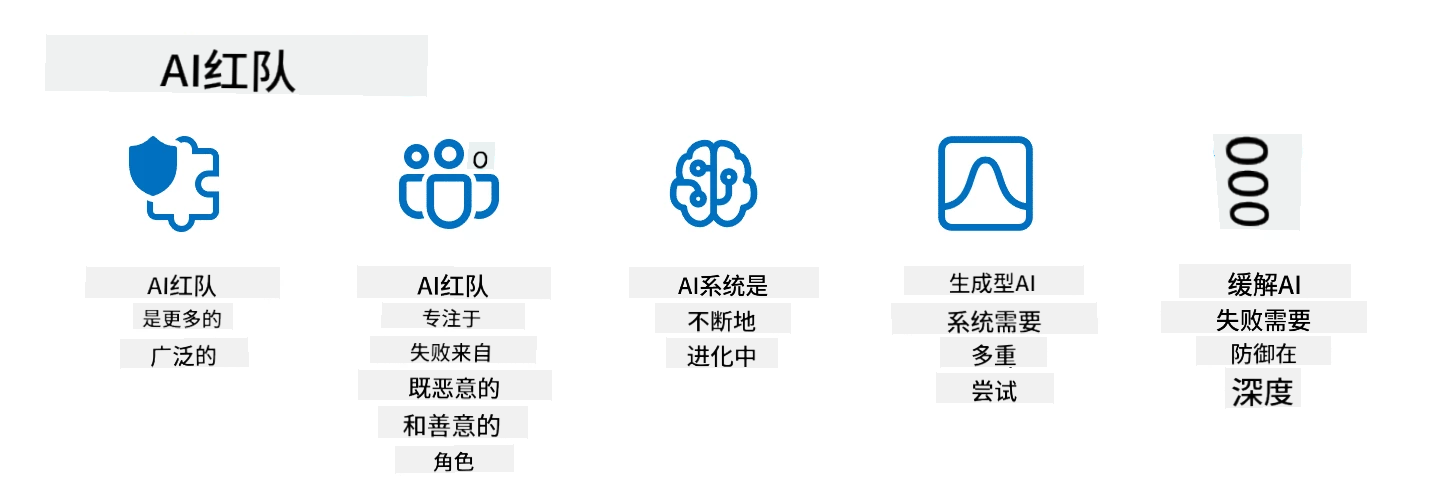 AI红队
AI红队
是更多的
广泛的
AI红队
专注于
失败来自
既恶意的
和善意的
角色
AI系统是
不断地
进化中
生成型AI
系统需要
多重
尝试
缓解AI
失败需要
防御在
深度
o
000